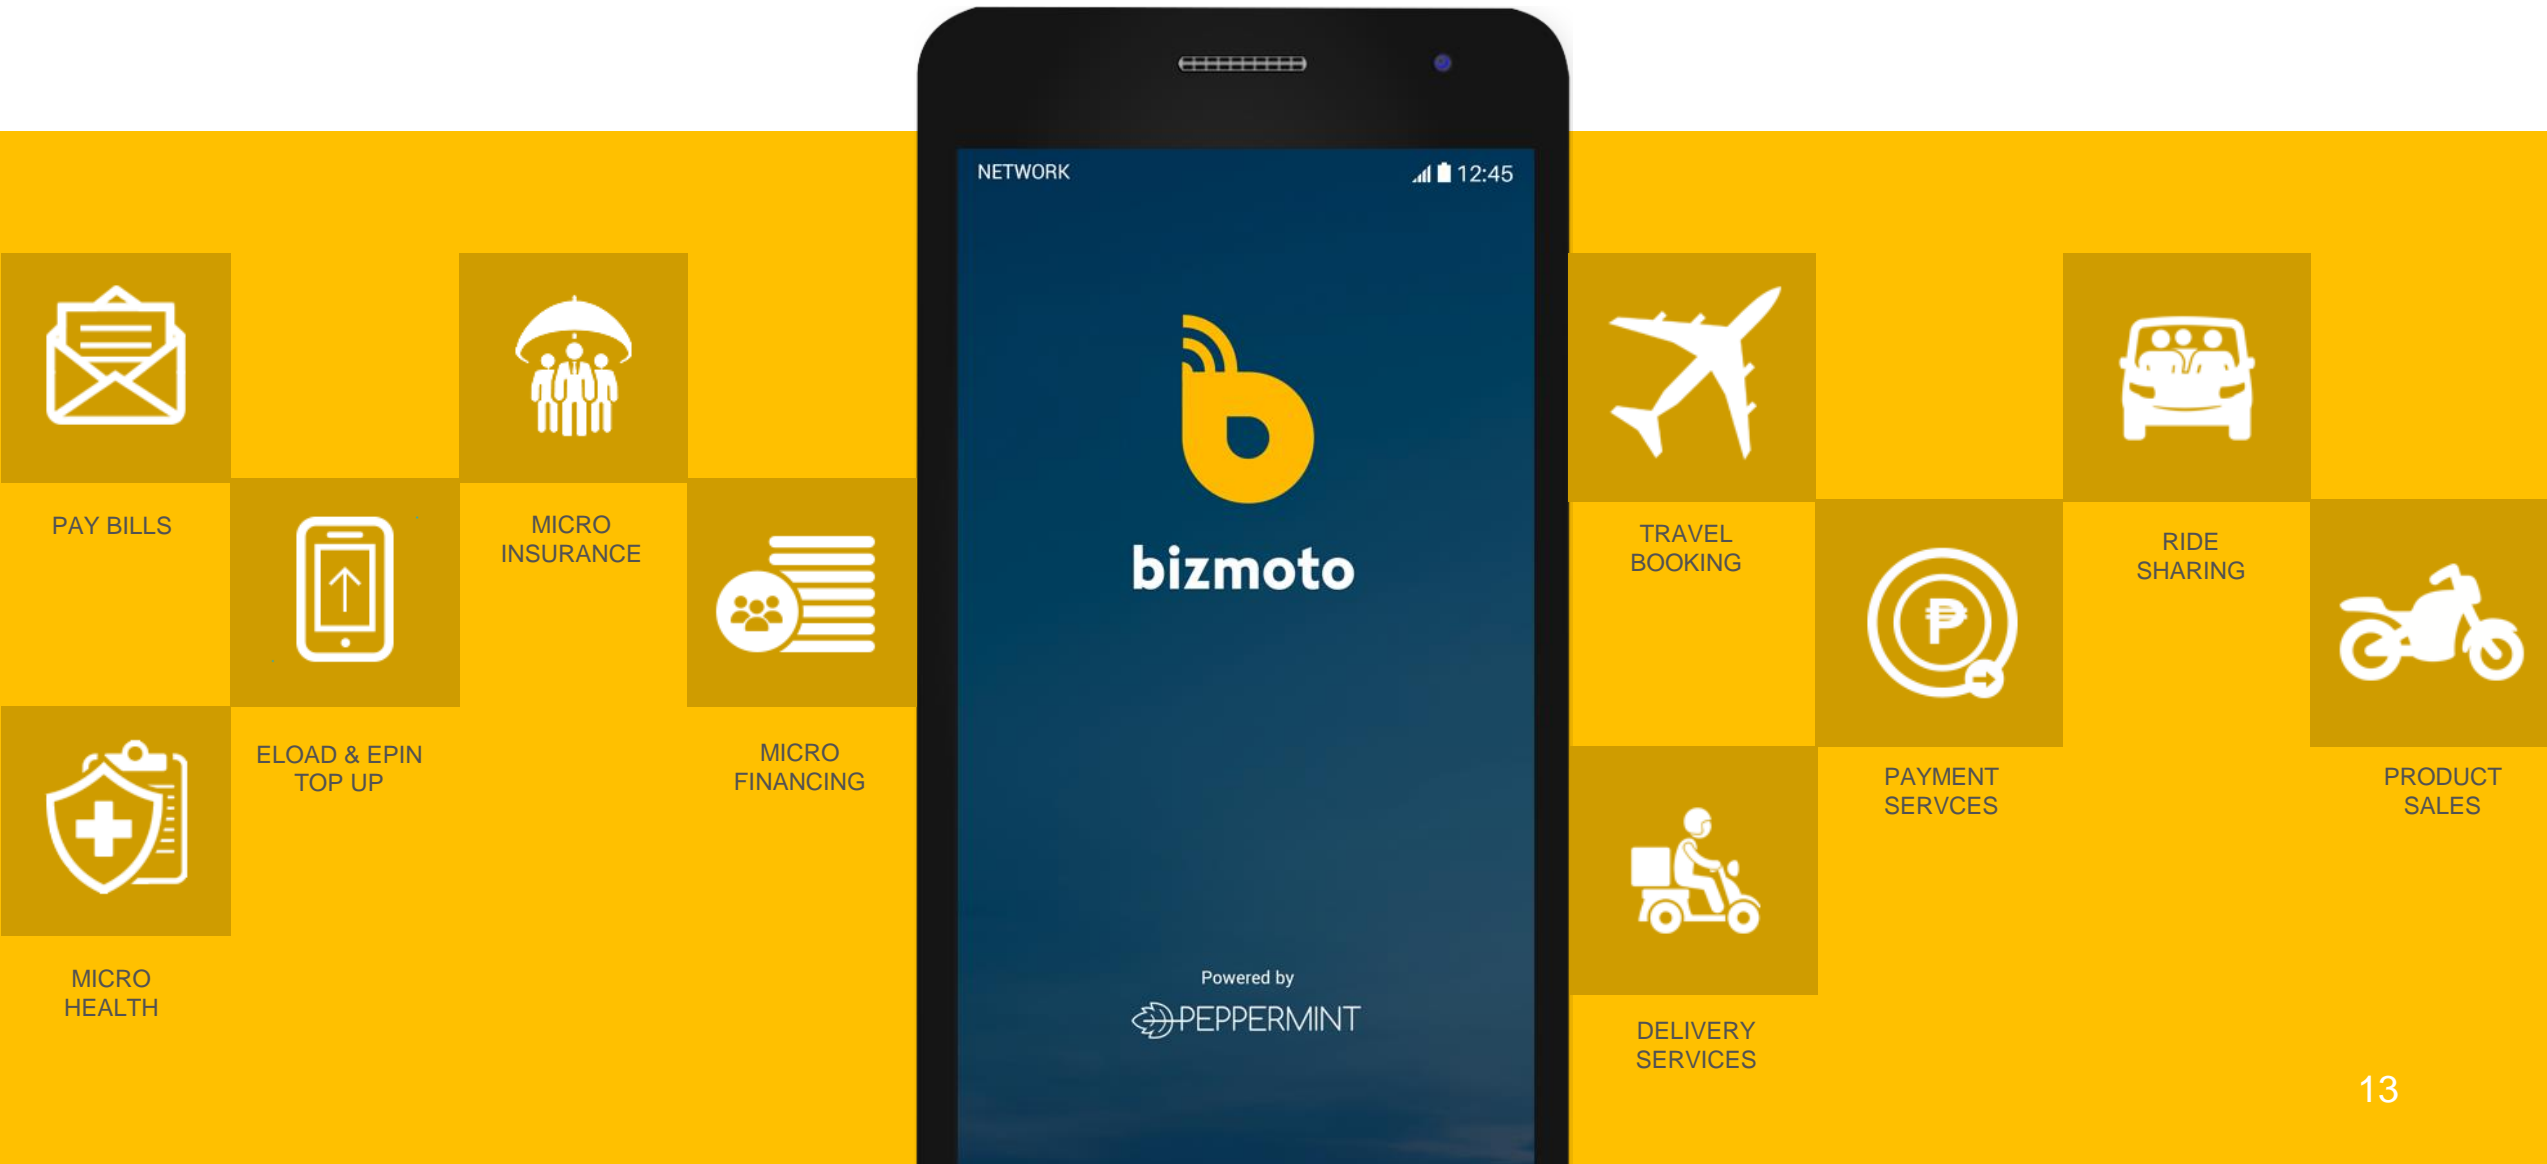 NETWORK
12:45
PAY BILLS
MICRO
INSURANCE
ELOAD & EPIN
TOP UP
MICRO
FINANCING
MICRO
HEALTH
bizmoto
Powered by
PEPPERMINT
TRAVEL
BOOKING
RIDE
SHARING
₱
PAYMENT
SERVCES
PRODUCT
SALES
DELIVERY
SERVICES
13